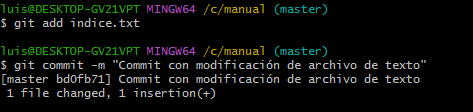 luis@DESKTOP-GV21VPT MINGW64 /c/manual (master)
$ git add indice.txt
luis@DESKTOP-GV21VPT MINGW64 /c/manual (master)
$ git commit -m "Commit con modificación de archivo de texto"
[master bd0fb71] Commit con modificación de archivo de texto
 1 file changed, 1 insertion(+)